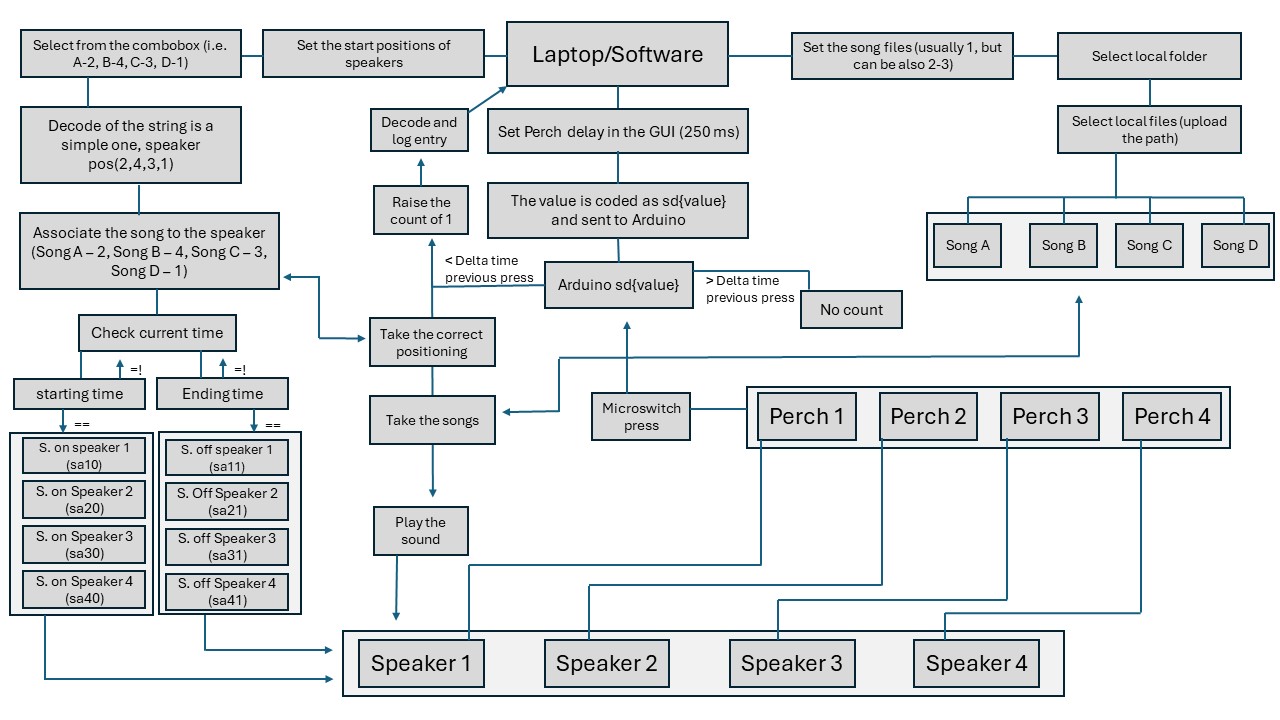 Select from the combobox (i.e.
A-2, B-4, C-3, D-1)
Set the start positions of
speakers
Laptop/Software
Set the song files (usually 1, but
can be also 2-3)
Select local folder
Decode of the string is a
simple one, speaker
pos(2,4,3,1)
Decode and
log entry
Set Perch delay in the GUI (250 ms)
Select local files (upload
the path)
Raise the
count of 1
The value is coded as sd{value}
and sent to Arduino
Associate the song to the speaker
(Song A – 2, Song B – 4, Song C – 3,
Song D – 1)
Song A
Song B
Song C
Song D
< Delta time
previous press
Arduino sd{value}
> Delta time
previous press
No count
Check current time
Take the correct
positioning
=!
=!
starting time
Ending time
==
==
Take the songs
Microswitch
press
Perch 1
Perch 2
Perch 3
Perch 4
S. on speaker 1
(sa10)
S. on Speaker 2
(sa20)
S. on Speaker 3
(sa30)
S. on Speaker 4
(sa40)
S. off speaker 1
(sa11)
S. Off Speaker 2
(sa21)
S. off Speaker 3
(sa31)
S. off Speaker 4
(sa41)
Play the
sound
Speaker 1
Speaker 2
Speaker 3
Speaker 4